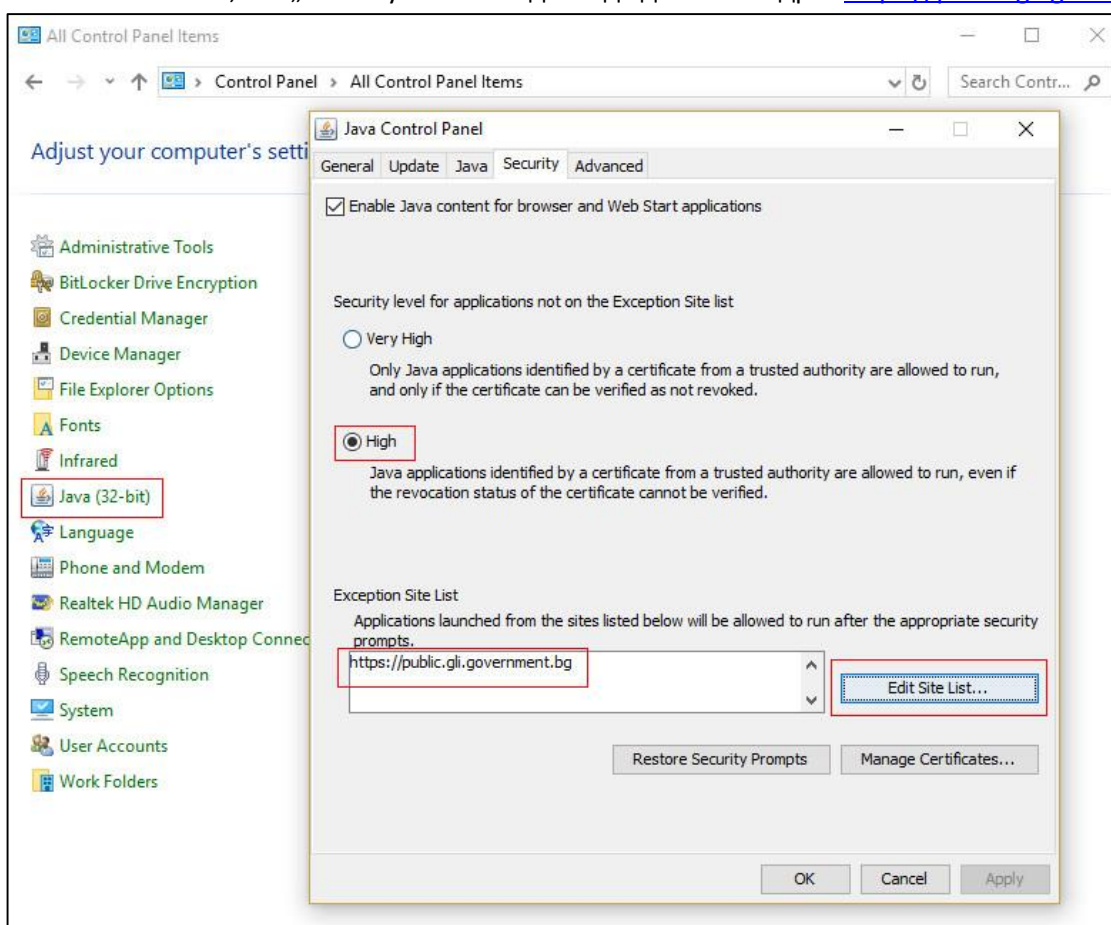 All Control Panel Items
Control Panel > All Control Panel Items
Search Contr...
Adjust your computer's setti
Administrative Tools
BitLocker Drive Encryption
Credential Manager
Device Manager
File Explorer Options
Fonts
Infrared
Java (32-bit)
Language
Phone and Modem
Realtek HD Audio Manager
RemoteApp and Desktop Connec
Speech Recognition
System
User Accounts
Work Folders
Java Control Panel
General Update Java Security Advanced
Enable Java content for browser and Web Start applications
Security level for applications not on the Exception Site list
Very High
Only Java applications identified by a certificate from a trusted authority are allowed to run,
and only if the certificate can be verified as not revoked.
High
Java applications identified by a certificate from a trusted authority are allowed to run, even if
the revocation status of the certificate cannot be verified.
Exception Site List
Applications launched from the sites listed below will be allowed to run after the appropriate security
prompts.
https://public.gli.government.bg
Edit Site List...
Restore Security Prompts
Manage Certificates...
OK
Cancel
Apply